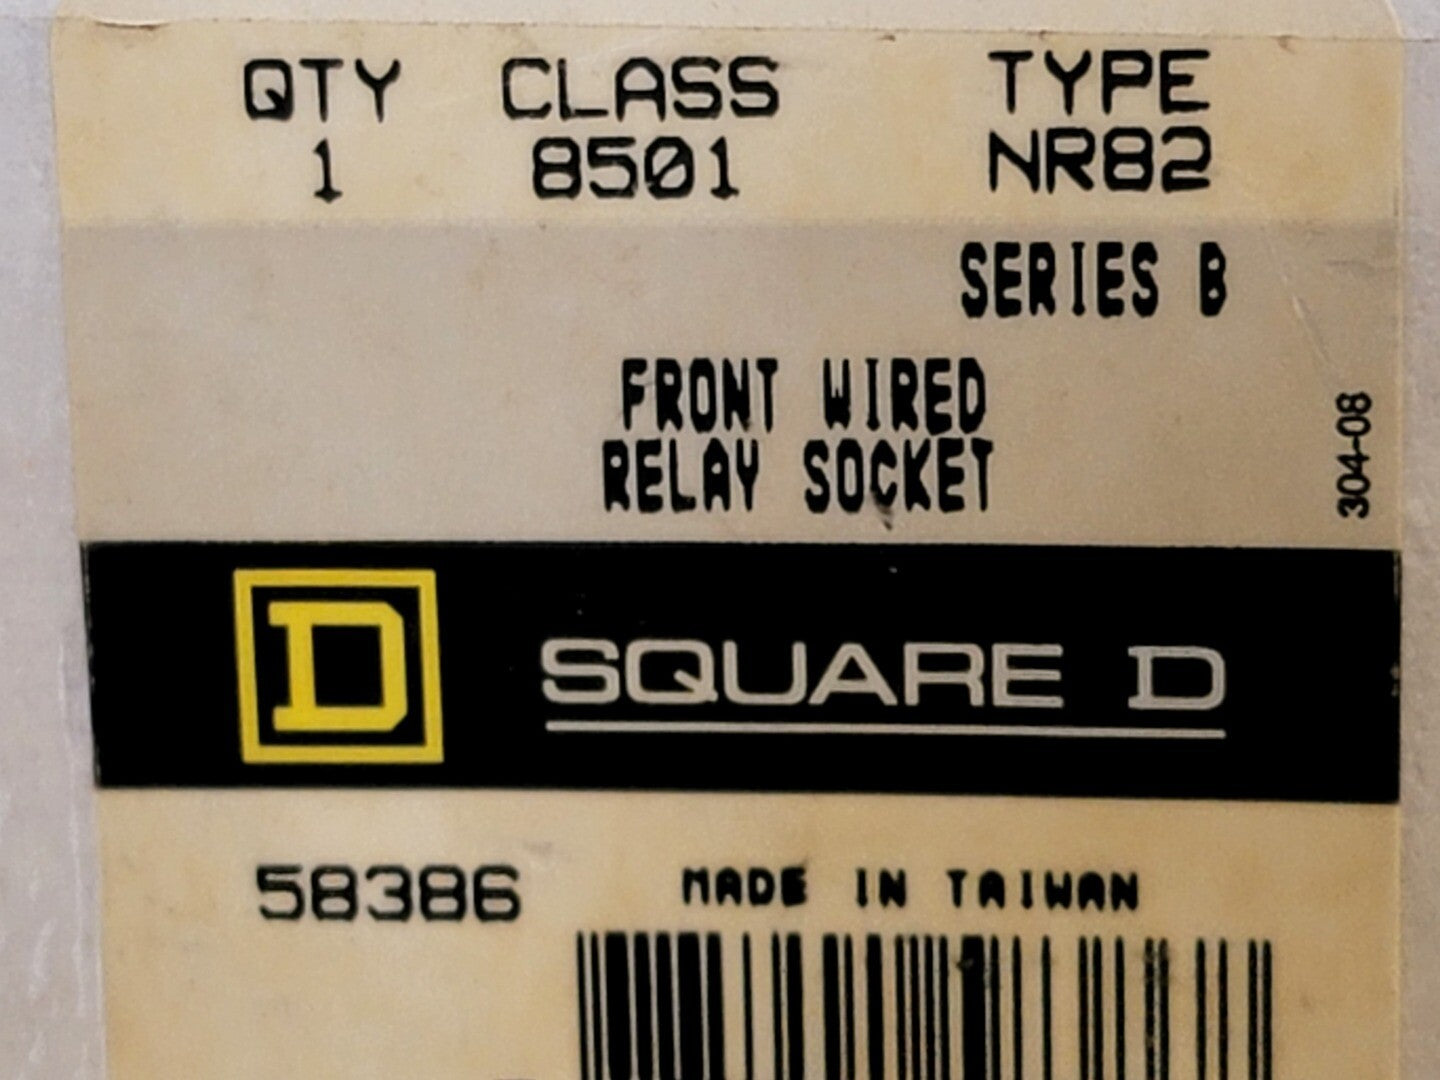 QTY CLASS TYPE
1 8501 NR82
SERIES B
FRONT WIRED
RELAY SOCKET
304-08
D SQUARE D
58386 MADE IN TAIWAN